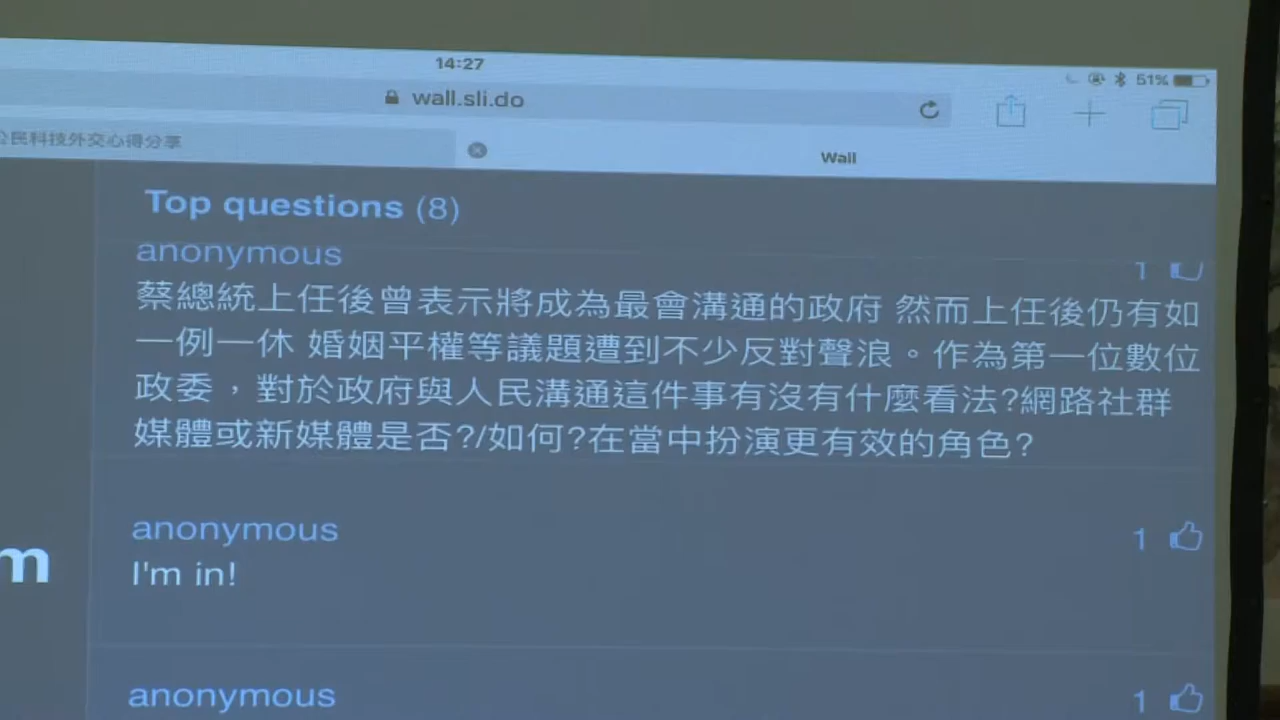 14:27
51%
wall.sli.do
公民科技外交心得分享
Wall
Top questions (8)
anonymous
1
蔡總統上任後曾表示將成為最會溝通的政府 然而上任後仍有如
一例一休 婚姻平權等議題遭到不少反對聲浪。作為第一位數位
政委，對於政府與人民溝通這件事有沒有什麼看法?網路社群
媒體或新媒體是否?/如何?在當中扮演更有效的角色?
anonymous
1
I'm in!
m
anonymous
1